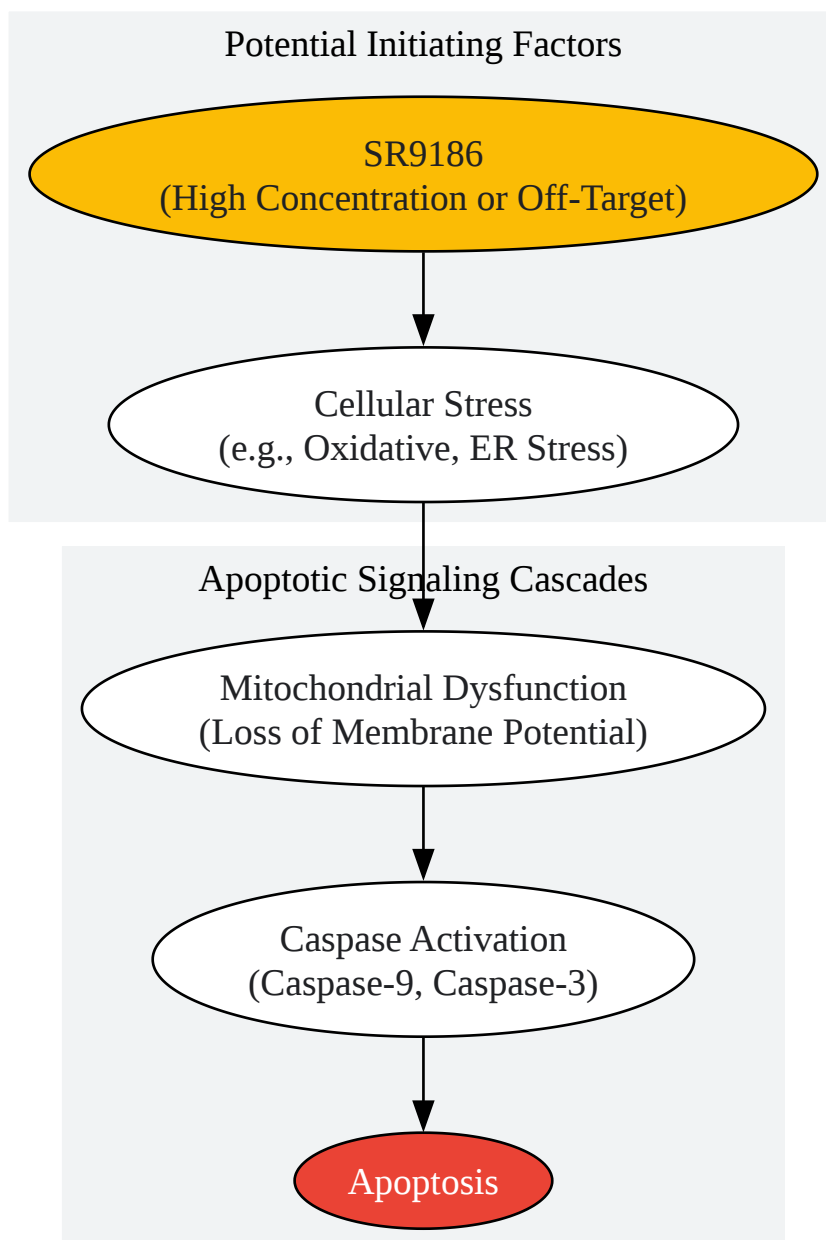 Potential Initiating Factors
SR9186
(High Concentration or Off-Target)
Cellular Stress
(e.g., Oxidative, ER Stress)
Apoptotic Signaling Cascades
Mitochondrial Dysfunction
(Loss of Membrane Potential)
Caspase Activation
(Caspase-9, Caspase-3)
Apoptosis